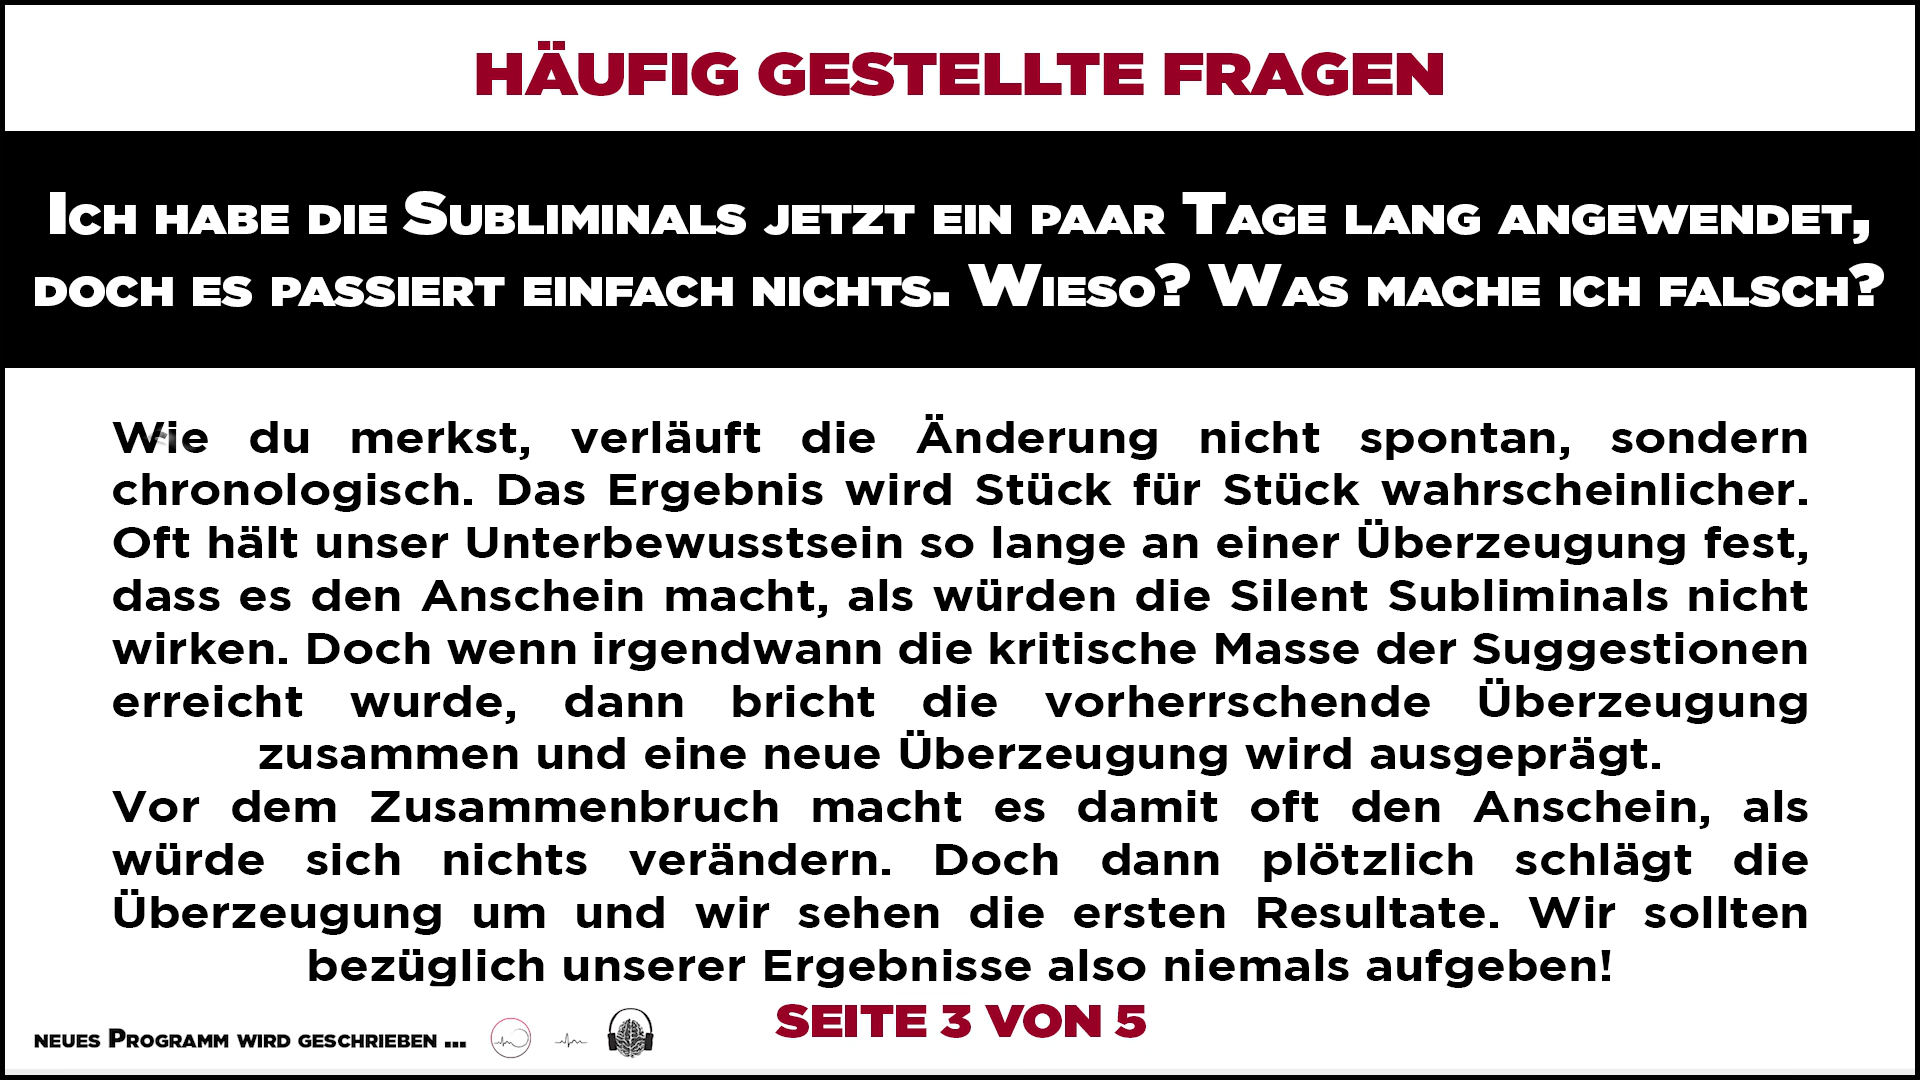 HÄUFIG GESTELLTE FRAGEN
Ich habe die Subliminals jetzt ein paar Tage lang angewendet,
doch es passiert einfach nichts. Wieso? Was mache ich falsch?
Wie du merkst, verläuft die Änderung nicht spontan, sondern
chronologisch. Das Ergebnis wird Stück für Stück wahrscheinlicher.
Oft hält unser Unterbewusstsein so lange an einer Überzeugung fest,
dass es den Anschein macht, als würden die Silent Subliminals nicht
wirken. Doch wenn irgendwann die kritische Masse der Suggestionen
erreicht wurde, dann bricht die vorherrschende Überzeugung
zusammen und eine neue Überzeugung wird ausgeprägt.
Vor dem Zusammenbruch macht es damit oft den Anschein, als
würde sich nichts verändern. Doch dann plötzlich schlägt die
Überzeugung um und wir sehen die ersten Resultate. Wir sollten
bezüglich unserer Ergebnisse also niemals aufgeben!
SEITE 3 VON 5
neues Programm wird geschrieben ...